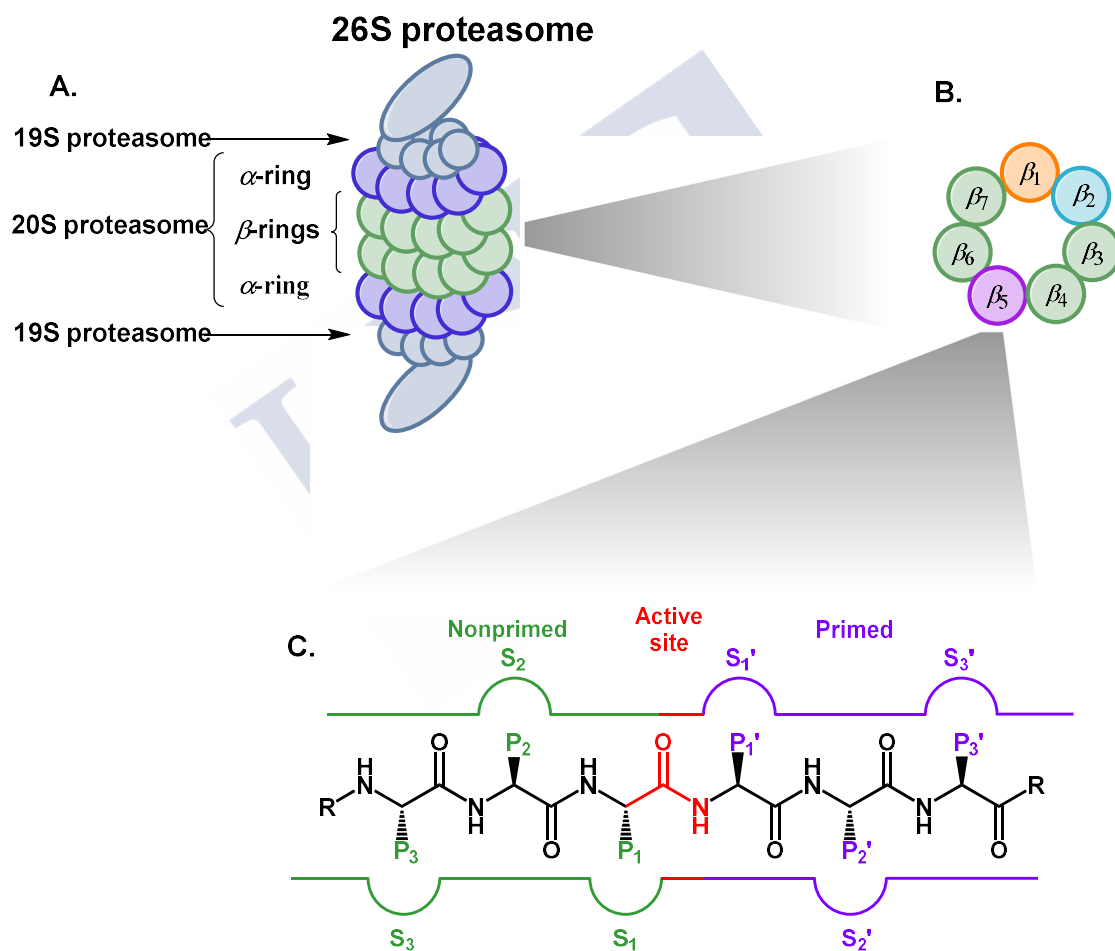 26S proteasome
A.
B.
19S proteasome
α-ring
20S proteasome
β-rings
α-ring
19S proteasome
β1
β2
β3
β4
β5
β6
β7
C.
Nonprimed
Active
site
Primed
S2
S1'
S3'
O
P2
H
N
O
P1'
H
N
O
P3'
R
H
N
N
H
N
H
N
H
R
P3
O
P1
O
P2'
O
S3
S1
S2'